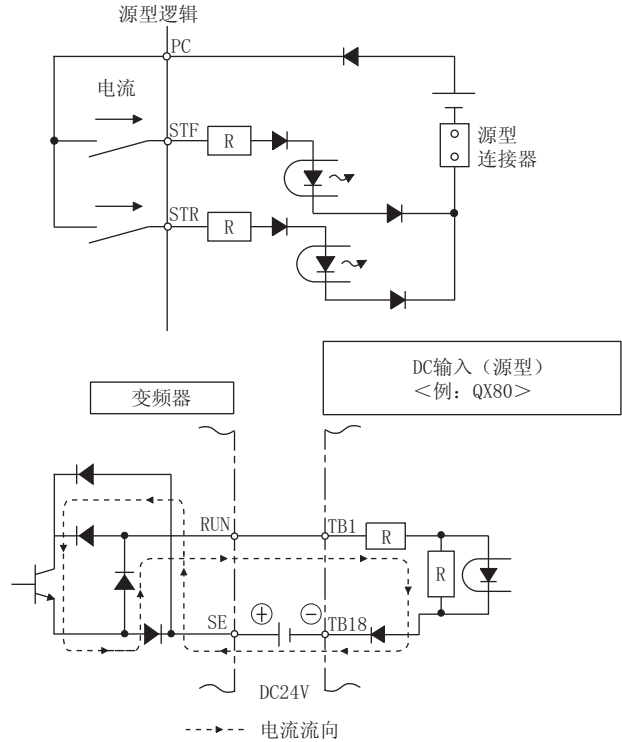 源型逻辑
PC
电流
STF
R
源型
连接器
STR
R
DC输入（源型）
<例：QX80>
变频器
RUN
TB1
R
R
SE
+
−
TB18
DC24V
电流流向